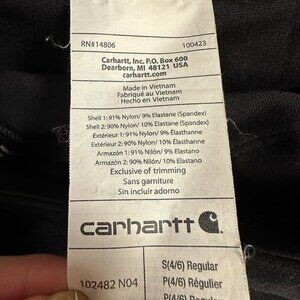 RN#14806 100423
Carhartt, Inc. P.O. Box 600
Dearborn, MI 48121 USA
carhartt.com
Made in Vietnam
Fabriqué au Vietnam
Hecho en Vietnam
Shell 1: 91% Nylon/ 9% Elastane (Spandex)
Shell 2: 90% Nylon/ 10% Elastane (Spandex)
Extérieur 1: 91% Nylon/ 9% Élasthanne
Extérieur 2: 90% Nylon/ 10% Élasthanne
Armazón 1: 91% Nilón/ 9% Elastano
Armazón 2: 90% Nilón/ 10% Elastano
Exclusive of trimming
Sans garniture
Sin incluir adorno
carhartt
102482 N04
S(4/6) Regular
P(4/6) Régulier
P(4/6) Regular